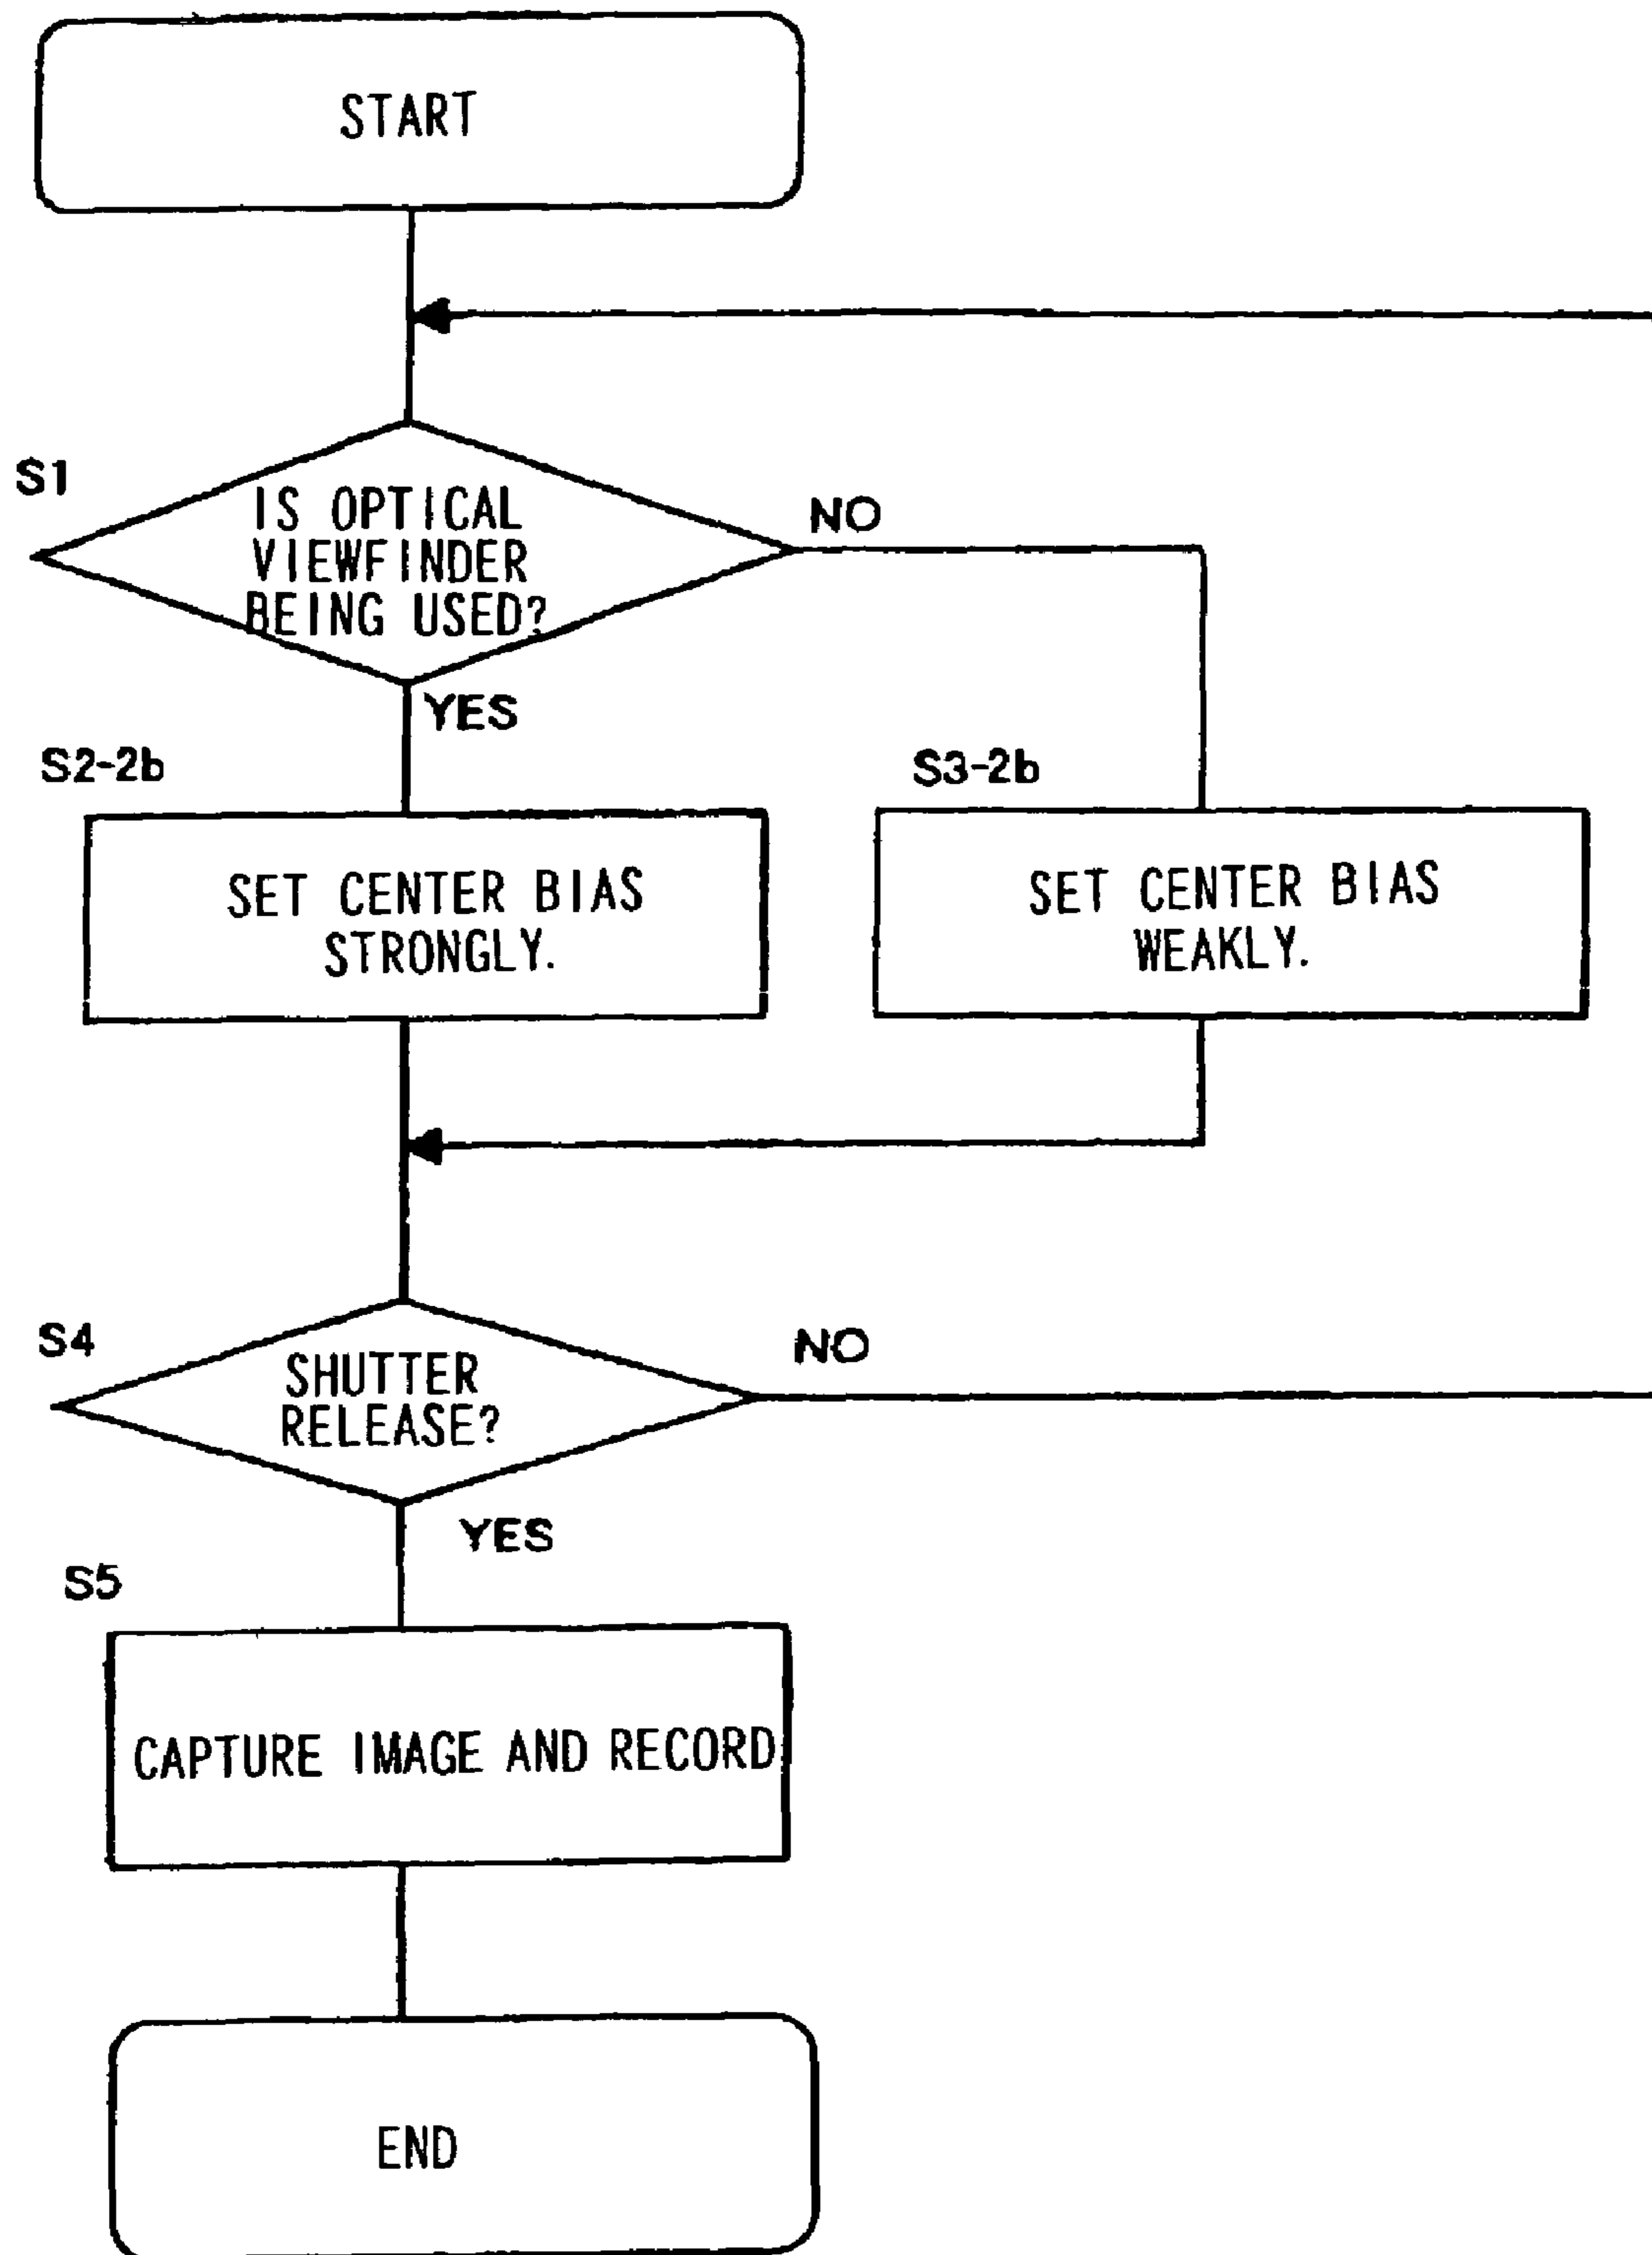 START
S1
IS OPTICAL
VIEWFINDER
BEING USED?
NO
YES
S2-2b
SET CENTER BIAS
STRONGLY.
S3-2b
SET CENTER BIAS
WEAKLY.
S4
SHUTTER
RELEASE?
NO
YES
S5
CAPTURE IMAGE AND RECORD
END